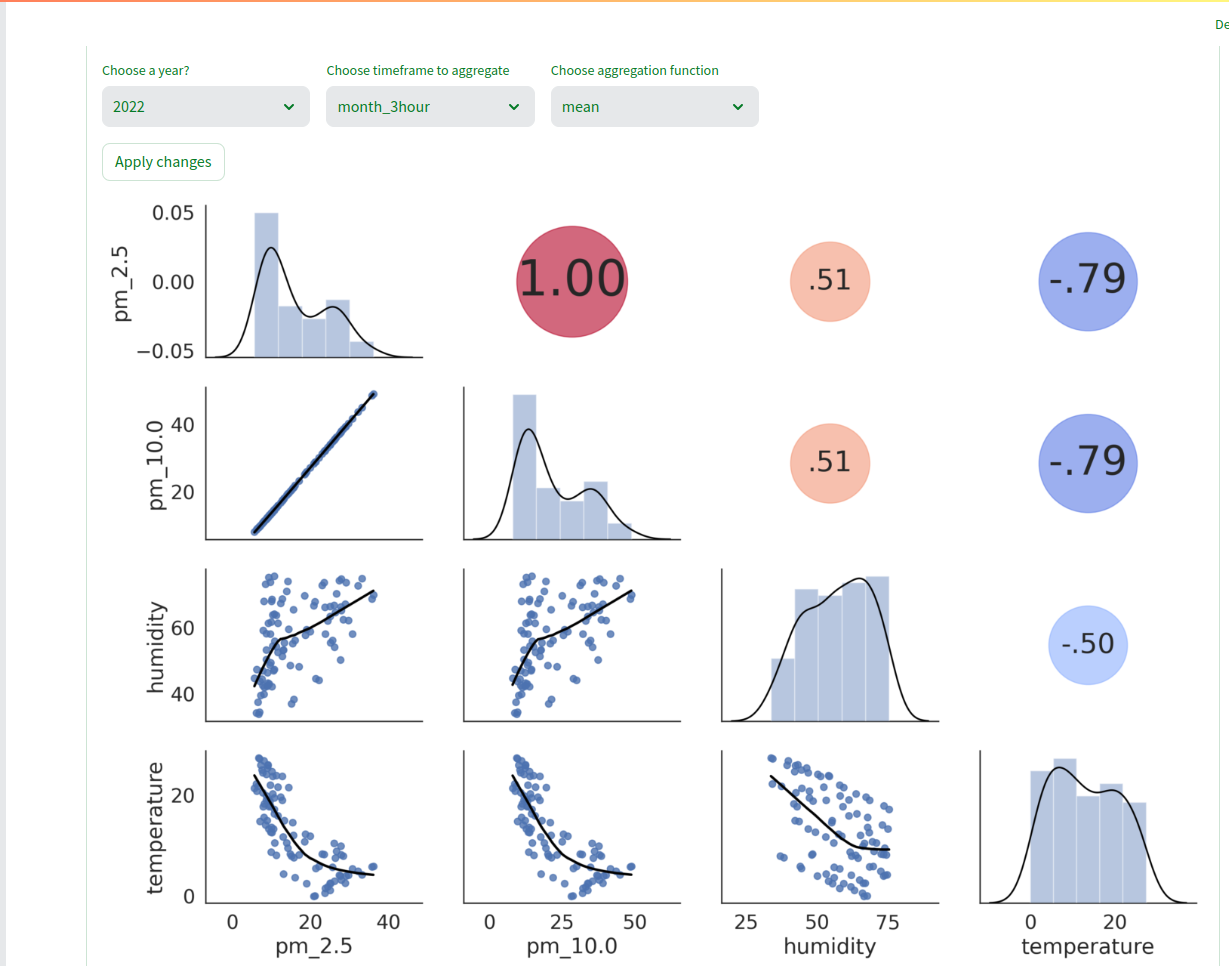 De
Choose a year? Choose timeframe to aggregate Choose aggregation function
2022 month_3hour mean
Apply changes
0.05
0.00
−0.05
pm_2.5
1.00 .51 -.79
40
20
pm_10.0
.51 -.79
60
40
humidity
-.50
20
0
temperature
0 20 40 0 25 50 25 50 75 0 20
pm_2.5 pm_10.0 humidity temperature